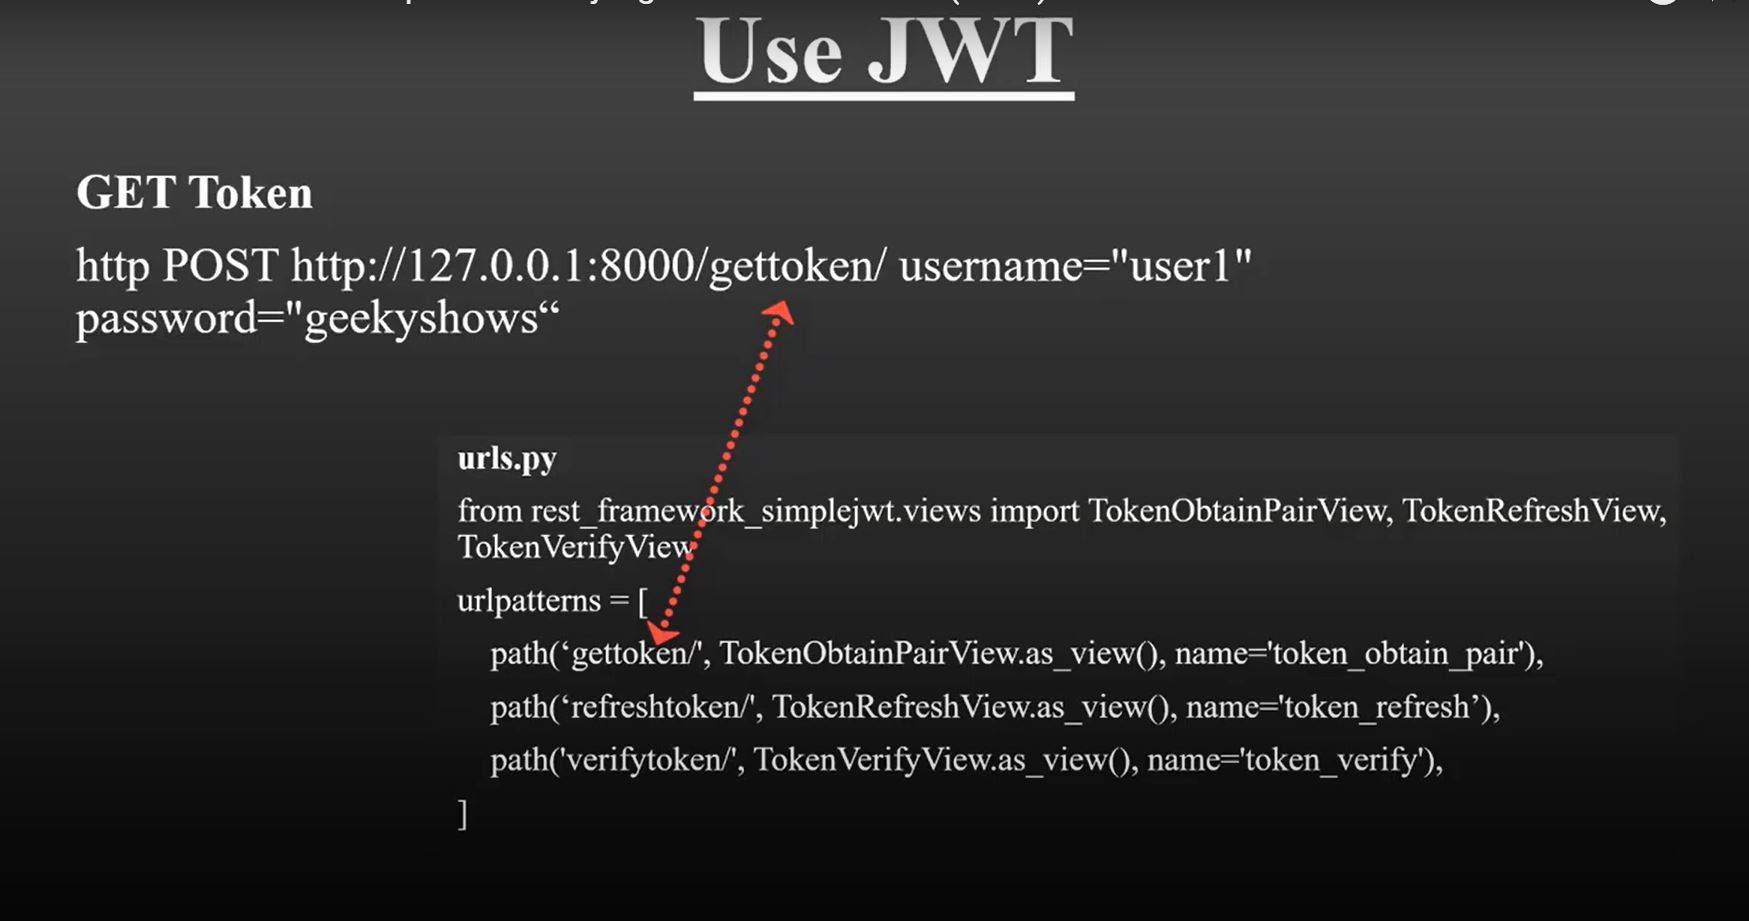 Use JWT
GET Token
http POST http://127.0.0.1:8000/gettoken/ username="user1"
password="geekyshows“
urls.py
from rest_framework_simplejwt.views import TokenObtainPairView, TokenRefreshView,
TokenVerifyView
urlpatterns = [
path(‘gettoken/', TokenObtainPairView.as_view(), name='token_obtain_pair'),
path(‘refreshtoken/', TokenRefreshView.as_view(), name='token_refresh’),
path('verifytoken/', TokenVerifyView.as_view(), name='token_verify'),
]